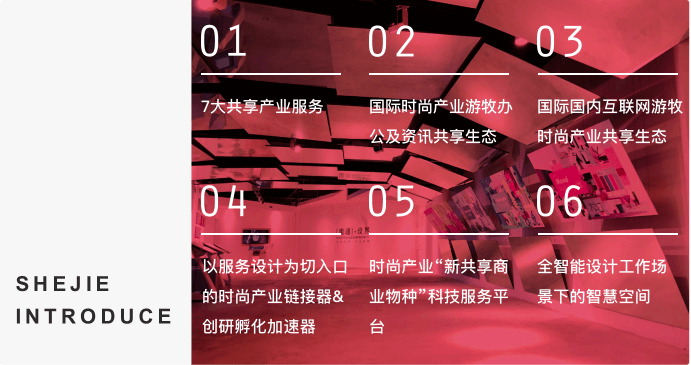 01
7大共享产业服务
02
国际时尚产业游牧办
公及资讯共享生态
03
国际国内互联网游牧
时尚产业共享生态
04
以服务设计为切入口
的时尚产业链接器&
创研孵化加速器
05
时尚产业“新共享商
业物种”科技服务平
台
06
全智能设计工作场
景下的智慧空间
SHEJIE
INTRODUCE